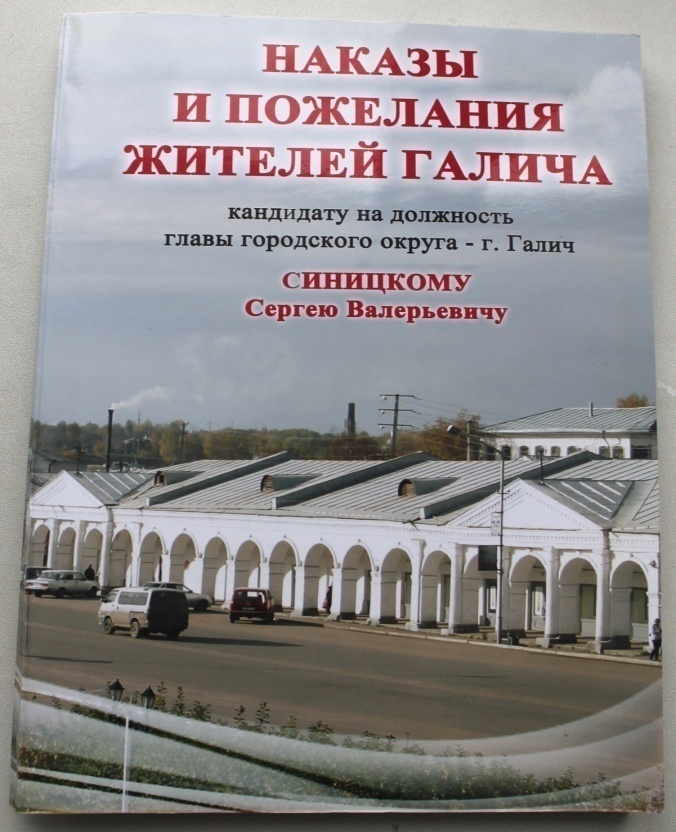 НАКАЗЫ
И ПОЖЕЛАНИЯ
ЖИТЕЛЕЙ ГАЛИЧА
кандидату на должность
главы городского округа - г. Галич
СИНИЦКОМУ
Сергею Валерьевичу